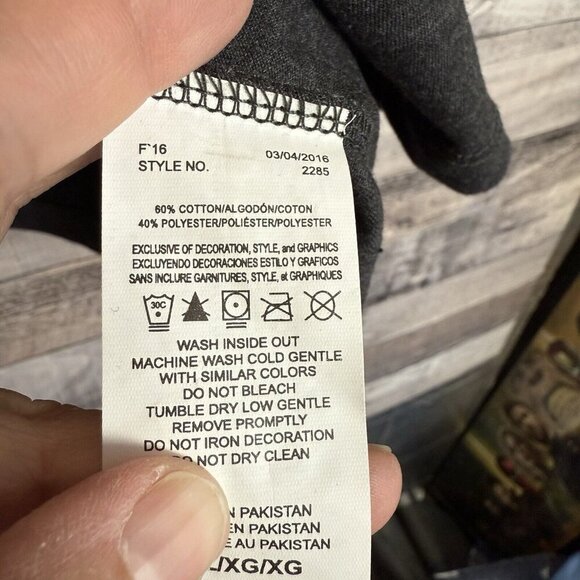 F`16 03/04/2016
STYLE NO. 2285
60% COTTON/ALGODÓN/COTON
40% POLYESTER/POLIÉSTER/POLYESTER
EXCLUSIVE OF DECORATION, STYLE, and GRAPHICS
EXCLUYENDO DECORACIONES ESTILO Y GRAFICOS
SANS INCLURE GARNITURES, STYLE, et GRAPHIQUES
30C
WASH INSIDE OUT
MACHINE WASH COLD GENTLE
WITH SIMILAR COLORS
DO NOT BLEACH
TUMBLE DRY LOW GENTLE
REMOVE PROMPTLY
DO NOT IRON DECORATION
NOT DRY CLEAN
PAKISTAN
EN PAKISTAN
AU PAKISTAN
/XG/XG